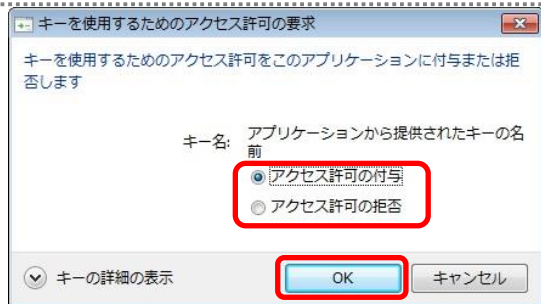 キーを使用するためのアクセス許可の要求
キーを使用するためのアクセス許可をこのアプリケーションに付与または拒
否します
キー名: アプリケーションから提供されたキーの名
前
アクセス許可の付与
アクセス許可の拒否
キーの詳細の表示 OK キャンセル